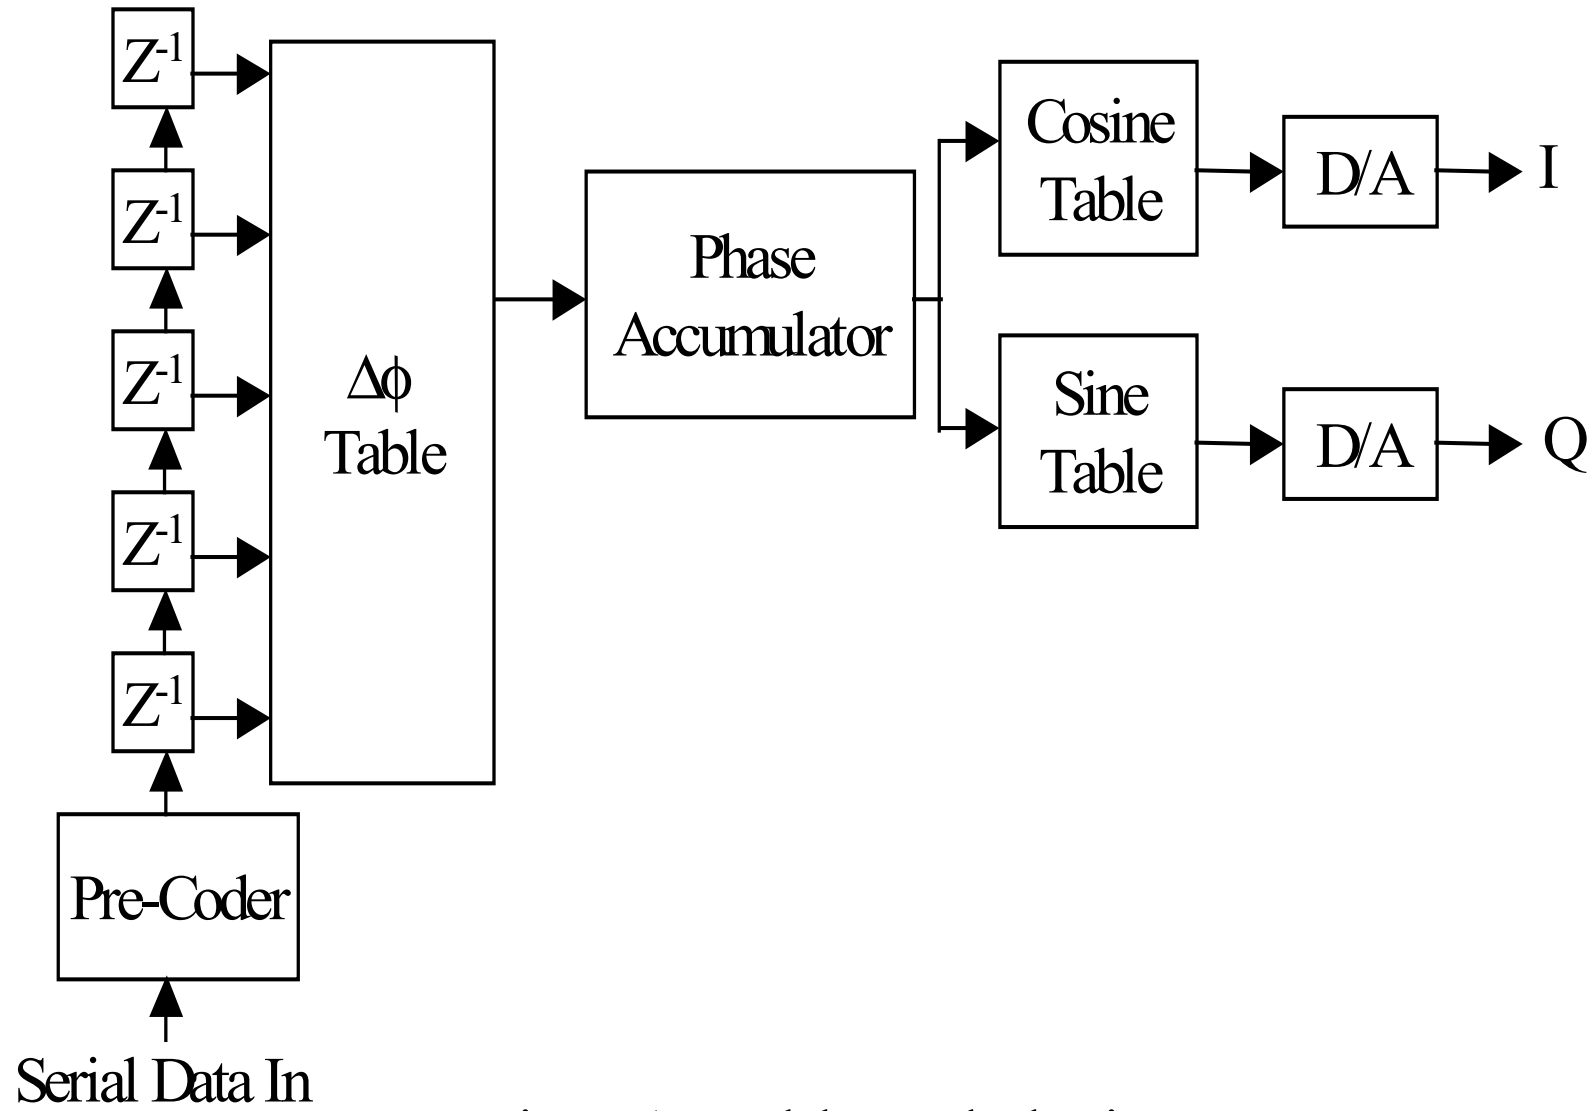 Z-1
Z-1
Z-1
Z-1
Z-1
Δϕ
Table
Phase
Accumulator
Cosine
Table
D/A
I
Sine
Table
D/A
Q
Pre-Coder
Serial Data In